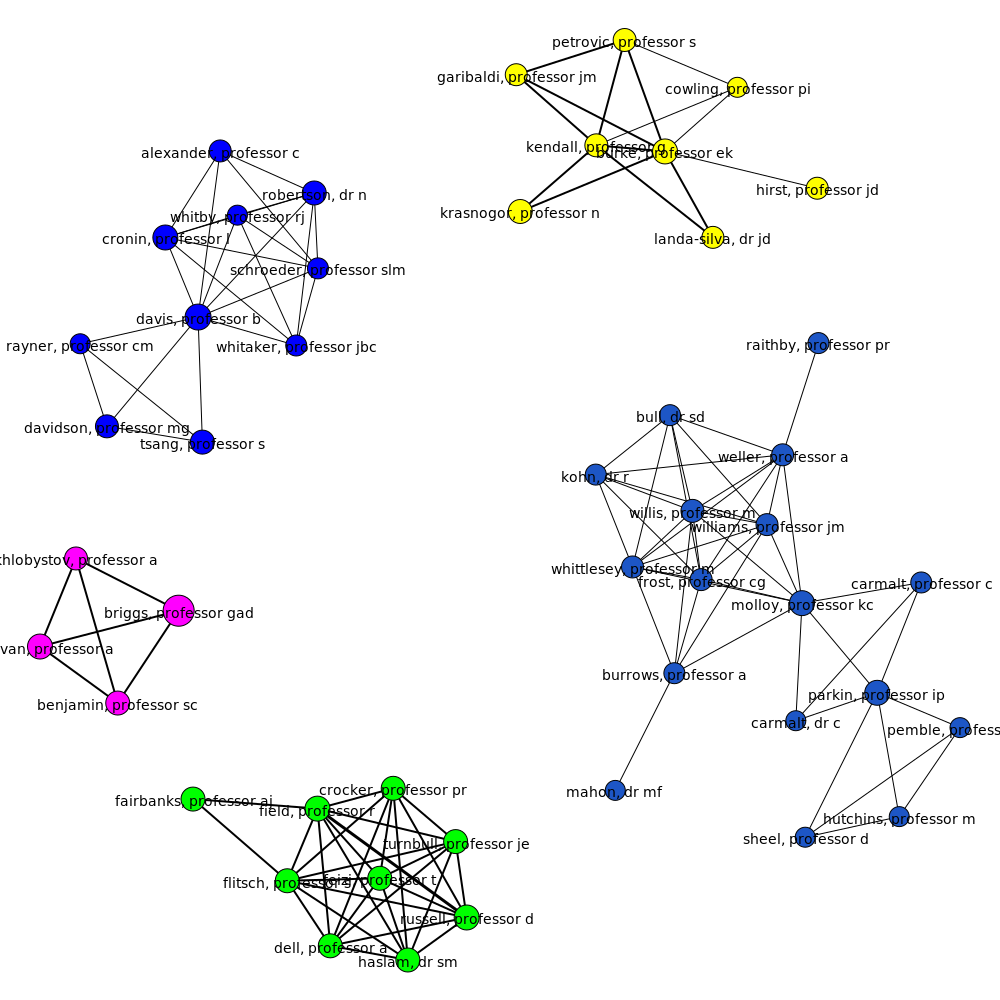 petrovic, professor s
garibaldi, professor jm
cowling, professor pi
kendall, professor g
burke, professor ek
hirst, professor jd
krasnogor, professor n
landa-silva, dr jd
alexander, professor c
robertson, dr n
whitby, professor rj
cronin, professor l
schroeder, professor slm
davis, professor b
rayner, professor cm
whitaker, professor jbc
davidson, professor mg
tsang, professor s
raithby, professor pr
bull, dr sd
weller, professor a
kohn, dr r
willis, professor m
williams, professor jm
whittlesey, professor m
frost, professor cg
molloy, professor kc
carmalt, professor c
burrows, professor a
parkin, professor ip
carmalt, dr c
pemble, profess
mahon, dr mf
hutchins, professor m
sheel, professor d
khlobystov, professor a
briggs, professor gad
van, professor a
benjamin, professor sc
crocker, professor pr
fairbanks, professor aj
field, professor r
turnbull, professor je
flitsch, professor
professor t
russell, professor d
dell, professor a
haslam, dr sm